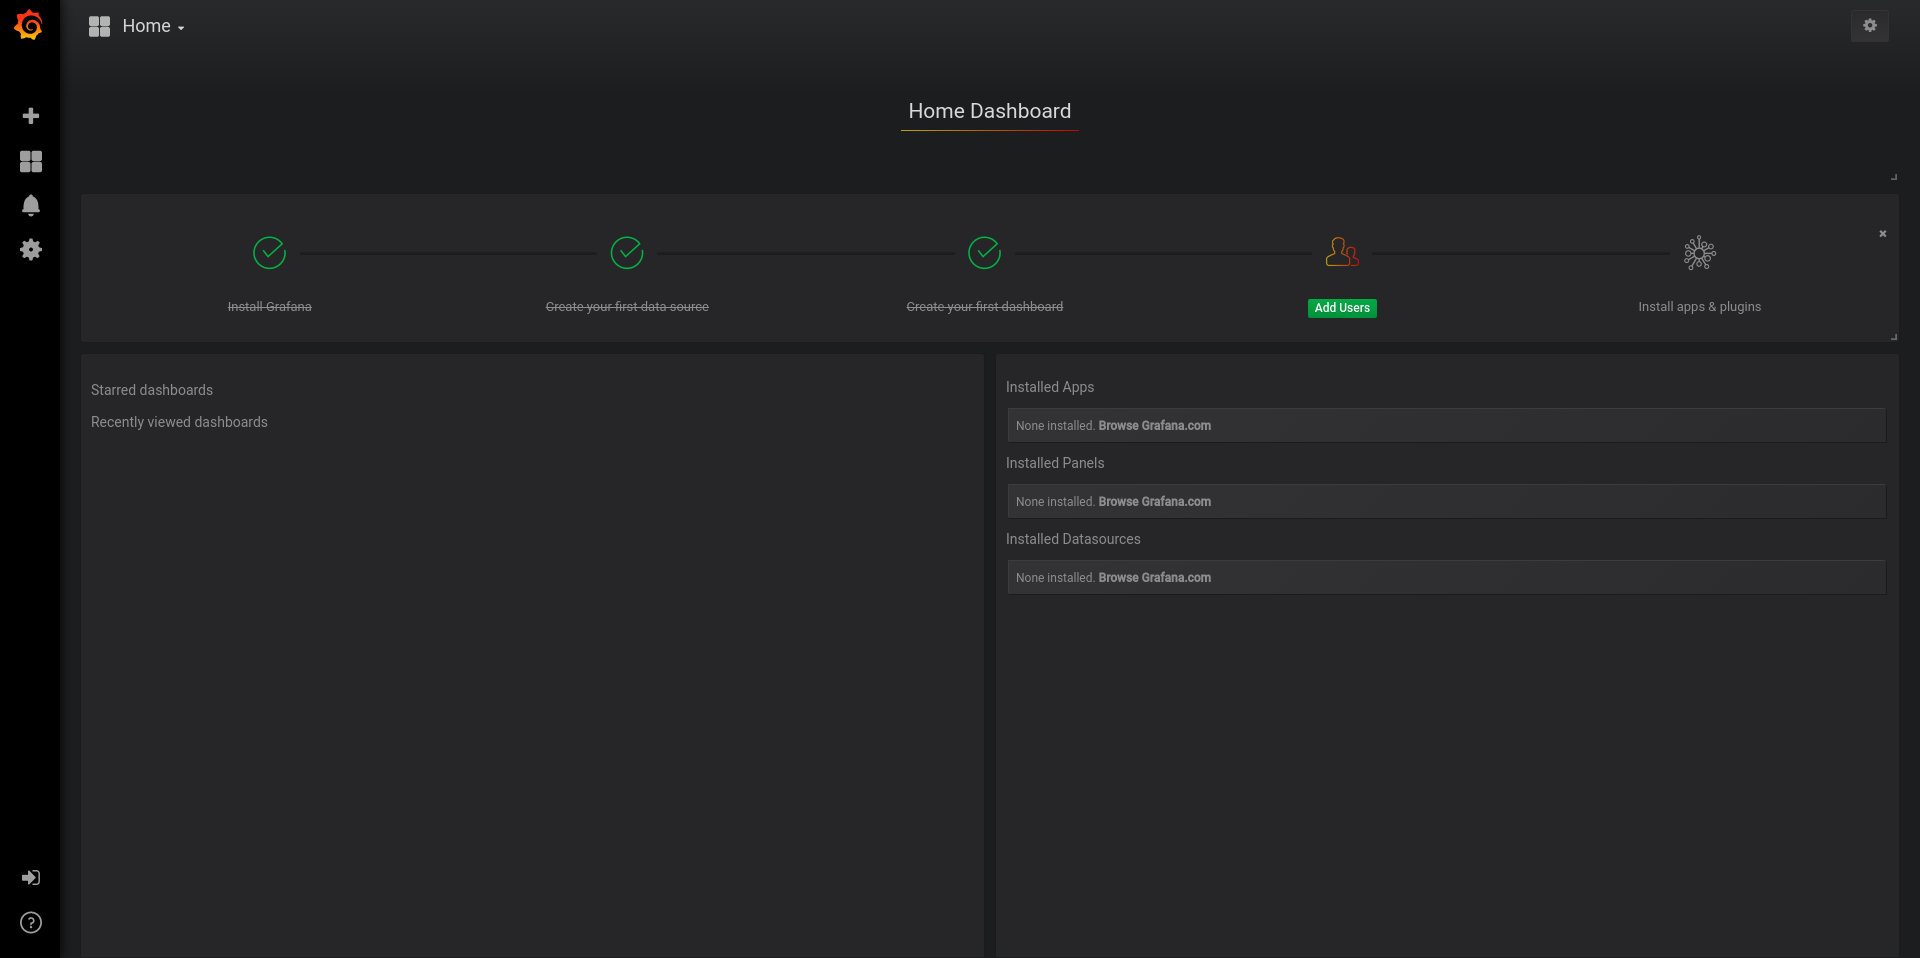 Home
Home Dashboard
Install Grafana
Create your first data source
Create your first dashboard
Add Users
Install apps & plugins
Starred dashboards
Recently viewed dashboards
Installed Apps
None installed. Browse Grafana.com
Installed Panels
None installed. Browse Grafana.com
Installed Datasources
None installed. Browse Grafana.com